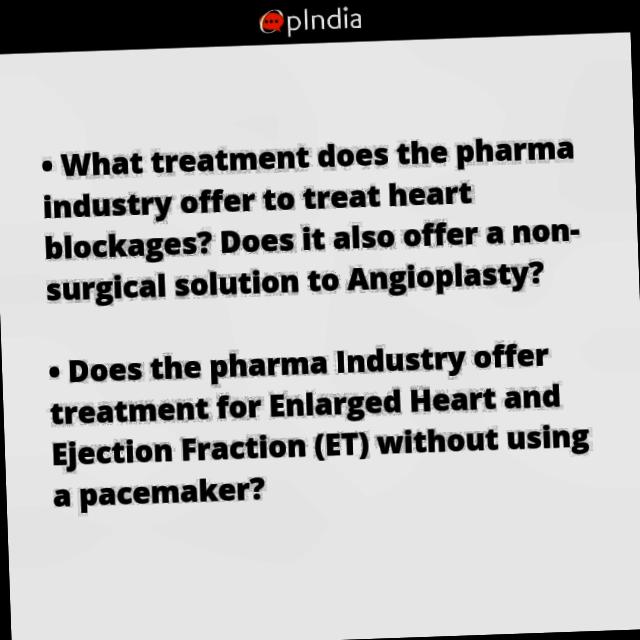 OpIndia
• What treatment does the pharma
industry offer to treat heart
blockages? Does it also offer a non-
surgical solution to Angioplasty?
• Does the pharma Industry offer
treatment for Enlarged Heart and
Ejection Fraction (ET) without using
a pacemaker?